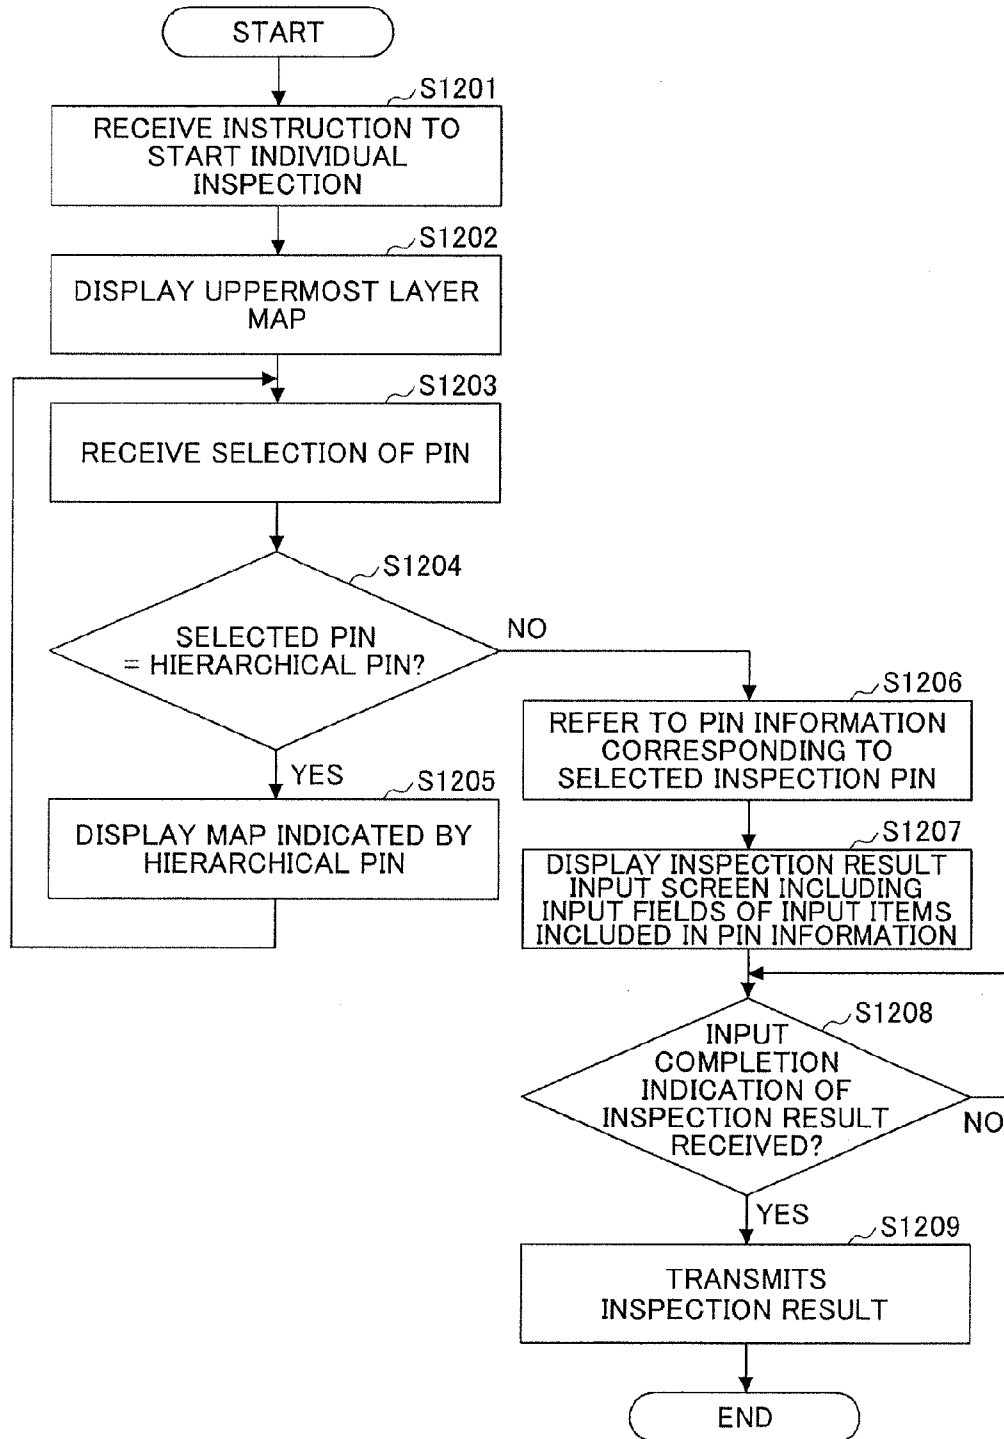 START
S1201
RECEIVE INSTRUCTION TO
START INDIVIDUAL
INSPECTION
S1202
DISPLAY UPPERMOST LAYER
MAP
S1203
RECEIVE SELECTION OF PIN
S1204
SELECTED PIN
= HIERARCHICAL PIN?
NO
YES
S1205
DISPLAY MAP INDICATED BY
HIERARCHICAL PIN
S1206
REFER TO PIN INFORMATION
CORRESPONDING TO
SELECTED INSPECTION PIN
S1207
DISPLAY INSPECTION RESULT
INPUT SCREEN INCLUDING
INPUT FIELDS OF INPUT ITEMS
INCLUDED IN PIN INFORMATION
S1208
INPUT
COMPLETION
INDICATION OF
INSPECTION RESULT
RECEIVED?
NO
YES
S1209
TRANSMITS
INSPECTION RESULT
END